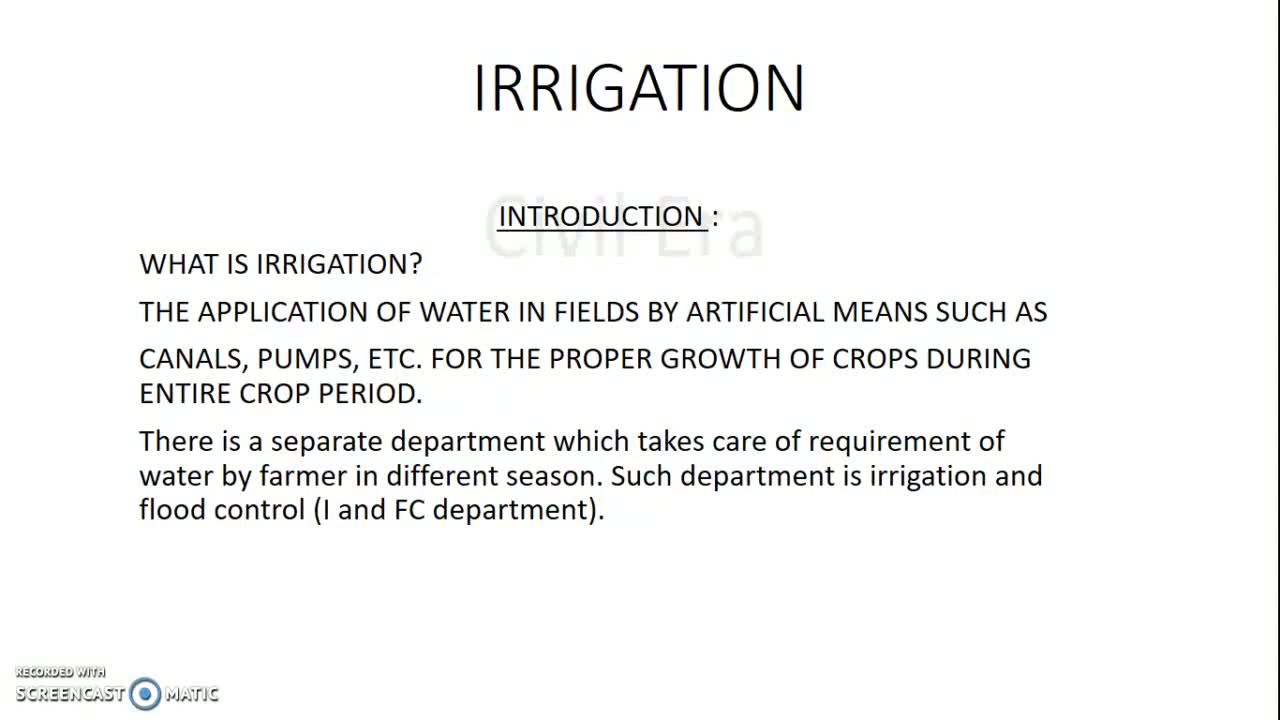 IRRIGATION
Civil Era
INTRODUCTION :
WHAT IS IRRIGATION?
THE APPLICATION OF WATER IN FIELDS BY ARTIFICIAL MEANS SUCH AS
CANALS, PUMPS, ETC. FOR THE PROPER GROWTH OF CROPS DURING
ENTIRE CROP PERIOD.
There is a separate department which takes care of requirement of
water by farmer in different season. Such department is irrigation and
flood control (I and FC department).
RECORDED WITH
SCREENCAST MATIC